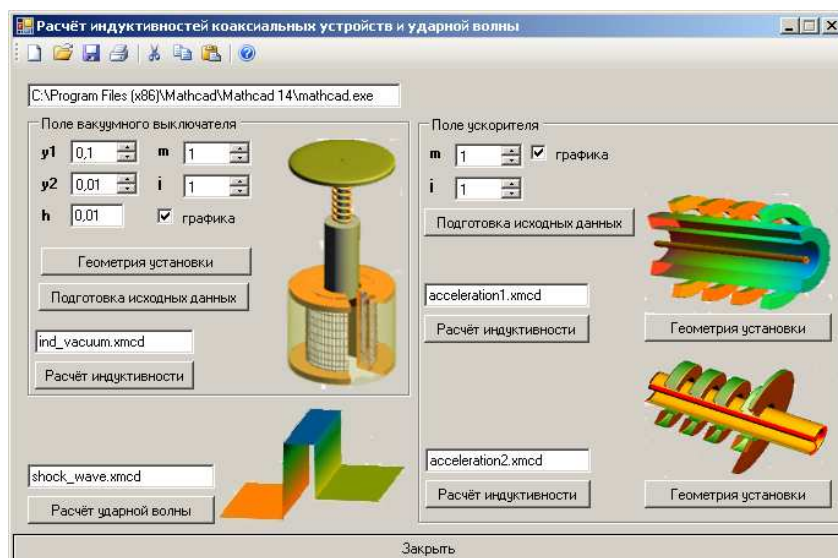 Расчёт индуктивностей коаксиальных устройств и ударной волны
C:\Program Files (x86)\Mathcad\Mathcad 14\mathcad.exe
Поле вакуумного выключателя
y1 0,1 m 1
y2 0,01 i 1
h 0,01 графика
Геометрия установки
Подготовка исходных данных
ind_vacuum.xmcd
Расчёт индуктивности
shock_wave.xmcd
Расчёт ударной волны
Поле ускорителя
m 1 графика
i 1
Подготовка исходных данных
acceleration1.xmcd
Расчёт индуктивности
Геометрия установки
acceleration2.xmcd
Расчёт индуктивности
Геометрия установки
Закрыть